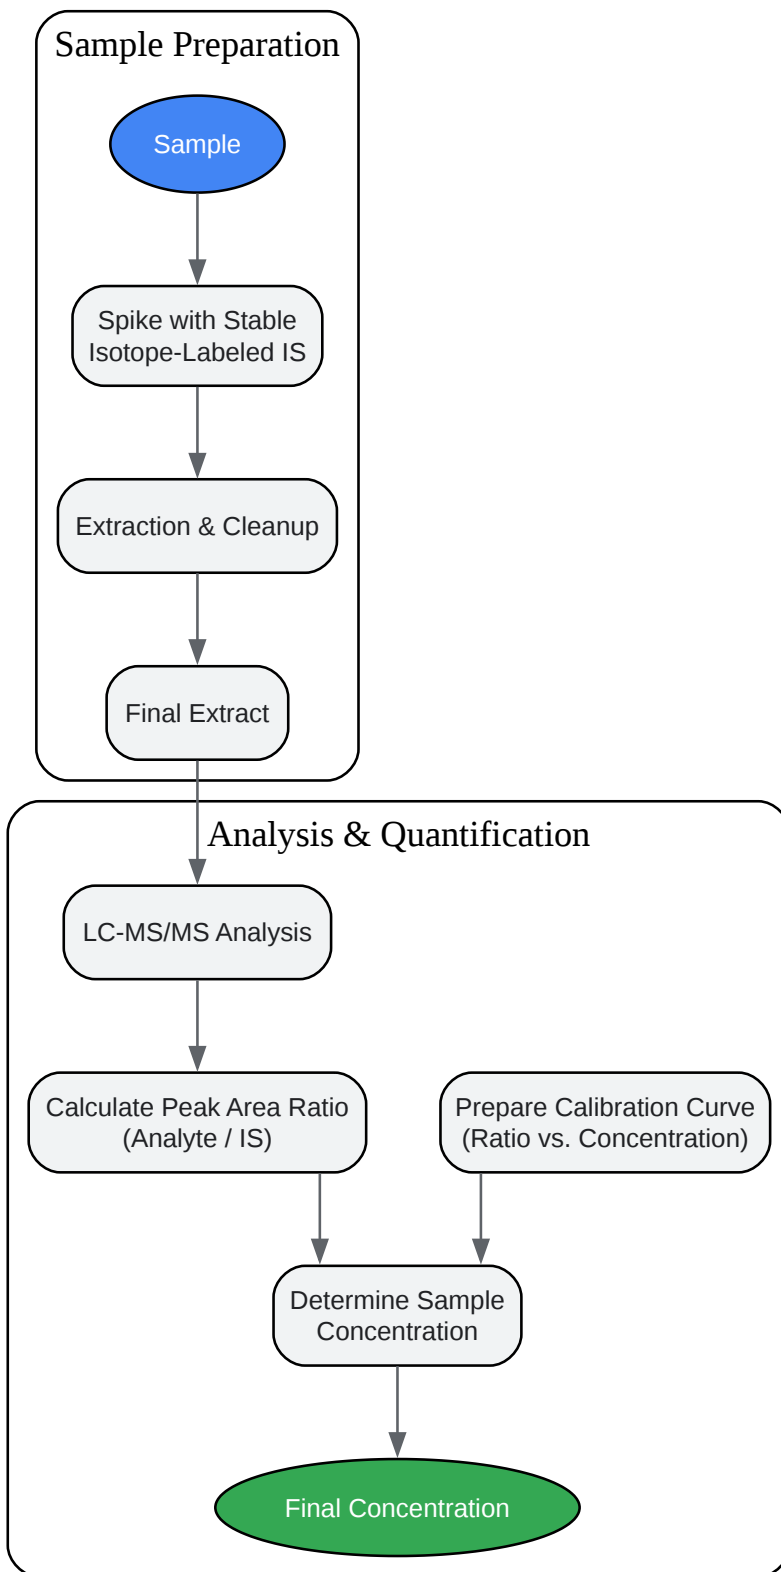 Sample Preparation
Sample
Spike with Stable
Isotope-Labeled IS
Extraction & Cleanup
Final Extract
Analysis & Quantification
LC-MS/MS Analysis
Calculate Peak Area Ratio
(Analyte / IS)
Prepare Calibration Curve
(Ratio vs. Concentration)
Determine Sample
Concentration
Final Concentration